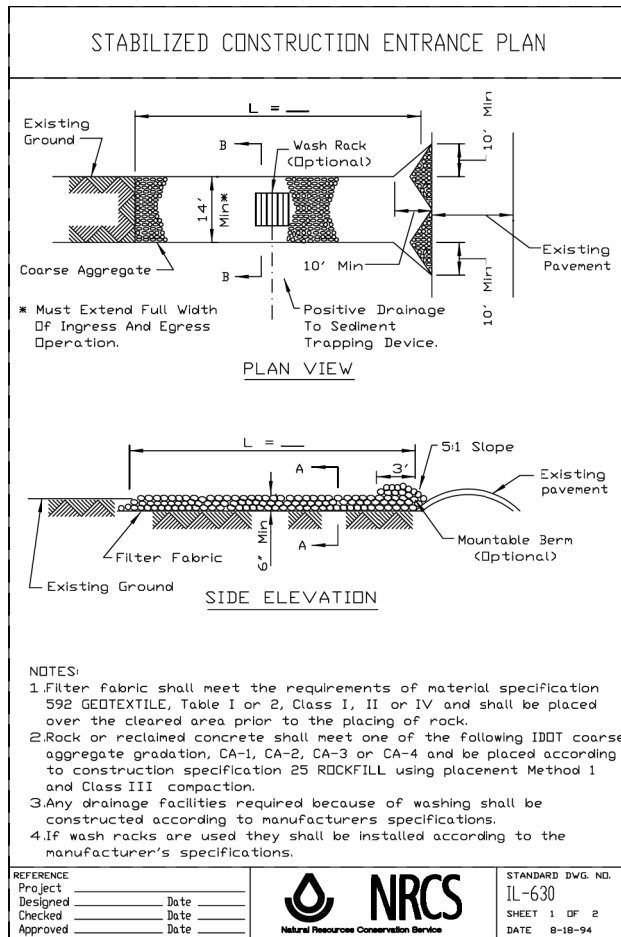 STABILIZED CONSTRUCTION ENTRANCE PLAN
L = ___
Existing
Ground
B
Wash Rack
(Optional)
10' Min
14'
Min*
10' Min
Existing
Pavement
Coarse Aggregate
B
10' Min
* Must Extend Full Width
Of Ingress And Egress
Operation.
Positive Drainage
To Sediment
Trapping Device.
PLAN VIEW
L = ___
5:1 Slope
A
3'
Existing
pavement
Filter Fabric
6" Min
A
Mountable Berm
(Optional)
Existing Ground
SIDE ELEVATION
NOTES:
1.Filter fabric shall meet the requirements of material specification
592 GEOTEXTILE, Table I or 2, Class I, II or IV and shall be placed
over the cleared area prior to the placing of rock.
2.Rock or reclaimed concrete shall meet one of the following IDOT coarse
aggregate gradation, CA-1, CA-2, CA-3 or CA-4 and be placed according
to construction specification 25 ROCKFILL using placement Method 1
and Class III compaction.
3.Any drainage facilities required because of washing shall be
constructed according to manufacturers specifications.
4.If wash racks are used they shall be installed according to the
manufacturer's specifications.
REFERENCE
Project
Designed Date
Checked Date
Approved Date
NRCS
Natural Resources Conservation Service
STANDARD DWG. NO.
IL-630
SHEET 1 OF 2
DATE 8-18-94